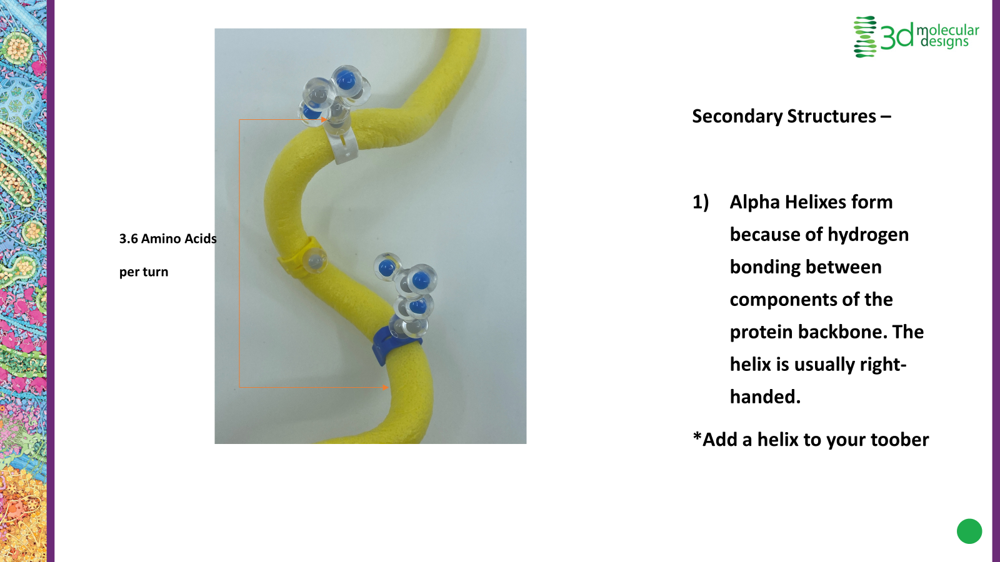 3d molecular
designs
Secondary Structures –
1) Alpha Helixes form
because of hydrogen
bonding between
components of the
protein backbone. The
helix is usually right-
handed.
*Add a helix to your toober
3.6 Amino Acids
per turn